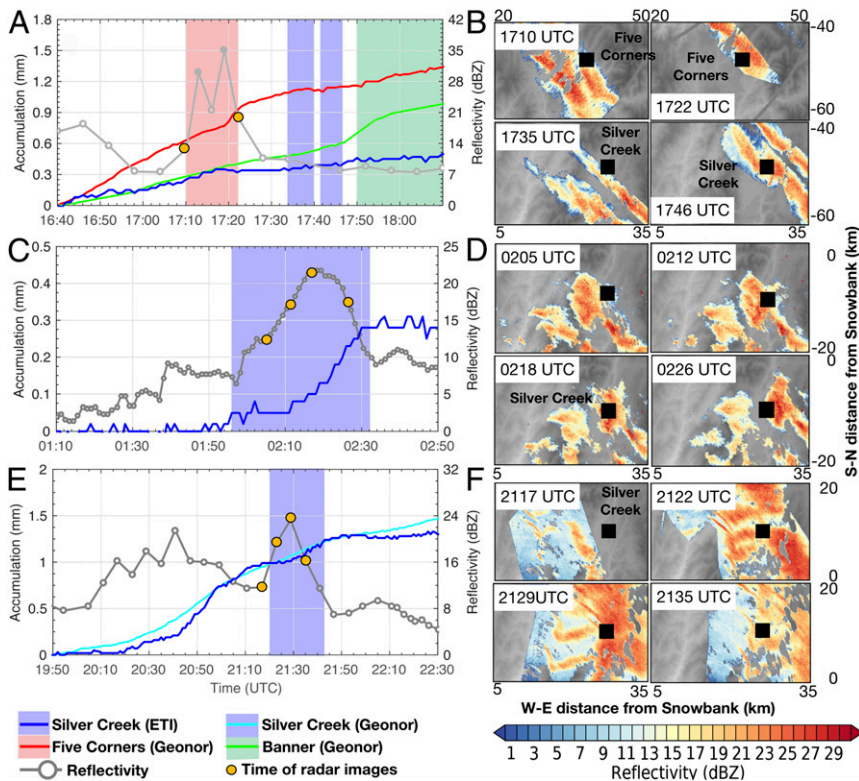 A
Accumulation (mm)
1.8
1.5
1.2
0.9
0.6
0.3
0
42
35
28
21
14
7
0
Reflectivity (dBZ)
16:40 16:50 17:00 17:10 17:20 17:30 17:40 17:50 18:00
B
20 50 20 50
1710 UTC
Five Corners
Five Corners
1722 UTC
-40
-60
1735 UTC
Silver Creek
Silver Creek
1746 UTC
-40
-60
5 35 5 35
C
Accumulation (mm)
0.5
0.4
0.3
0.2
0.1
0
25
20
15
10
5
0
Reflectivity (dBZ)
01:10 01:30 01:50 02:10 02:30 02:50
D
0205 UTC
0212 UTC
0
-20
0218 UTC
Silver Creek
0226 UTC
0
-20
5 35 5 35
S-N distance from Snowbank (km)
E
Accumulation (mm)
2
1.5
1
0.5
0
32
24
16
8
0
Reflectivity (dBZ)
19:50 20:10 20:30 20:50 21:10 21:30 21:50 22:10 22:30
Time (UTC)
F
2117 UTC
Silver Creek
2122 UTC
20
0
2129UTC
2135 UTC
20
0
5 35 5 35
W-E distance from Snowbank (km)
Silver Creek (ETI)
Silver Creek (Geonor)
Five Corners (Geonor)
Banner (Geonor)
Reflectivity
Time of radar images
1 3 5 7 9 11 13 15 17 19 21 23 25 27 29
Reflectivity (dBZ)